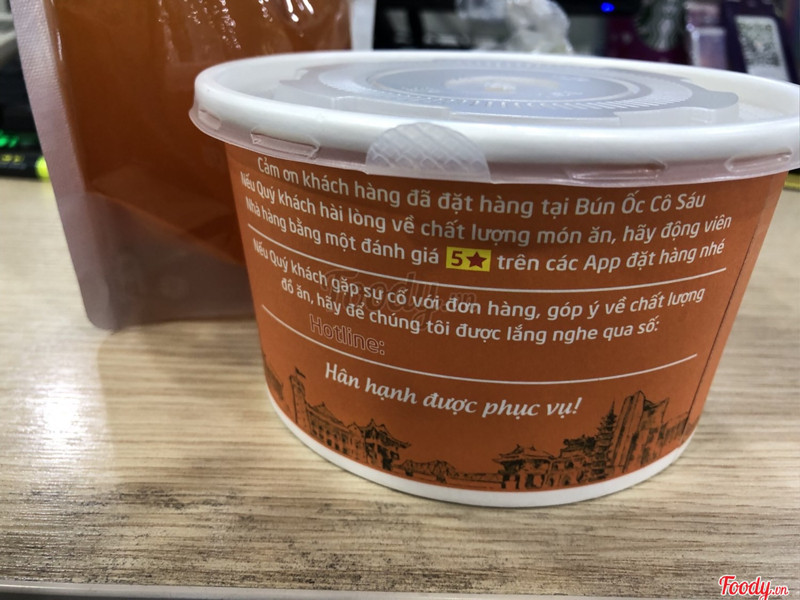 Cảm ơn khách hàng đã đặt hàng tại Bún Ốc Cô Sáu
Nếu Quý khách hài lòng về chất lượng món ăn, hãy động viên
Nhà hàng bằng một đánh giá 5★ trên các App đặt hàng nhé
Nếu Quý khách gặp sự cố với đơn hàng, góp ý về chất lượng
đồ ăn, hãy để chúng tôi được lắng nghe qua số:
Hotline:
Hân hạnh được phục vụ!
Foody.vn
Foody.vn